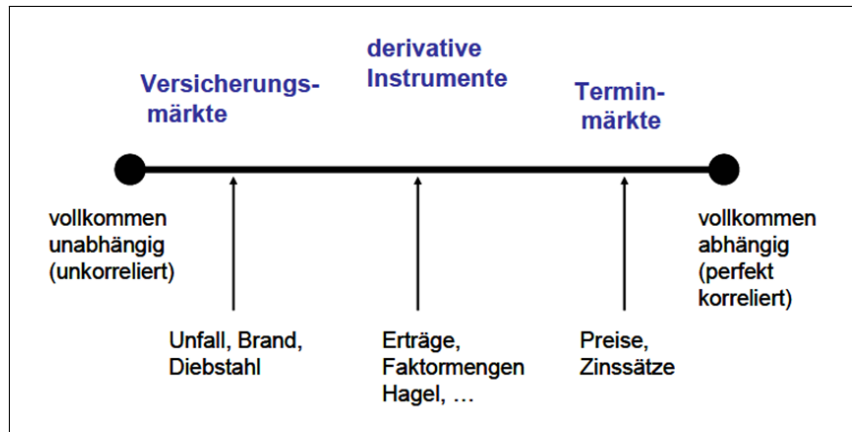 Versicherungs-
märkte
derivative
Instrumente
Termin-
märkte
vollkommen
unabhängig
(unkorreliert)
vollkommen
abhängig
(perfekt
korreliert)
Unfall, Brand,
Diebstahl
Erträge,
Faktormengen
Hagel, …
Preise,
Zinssätze